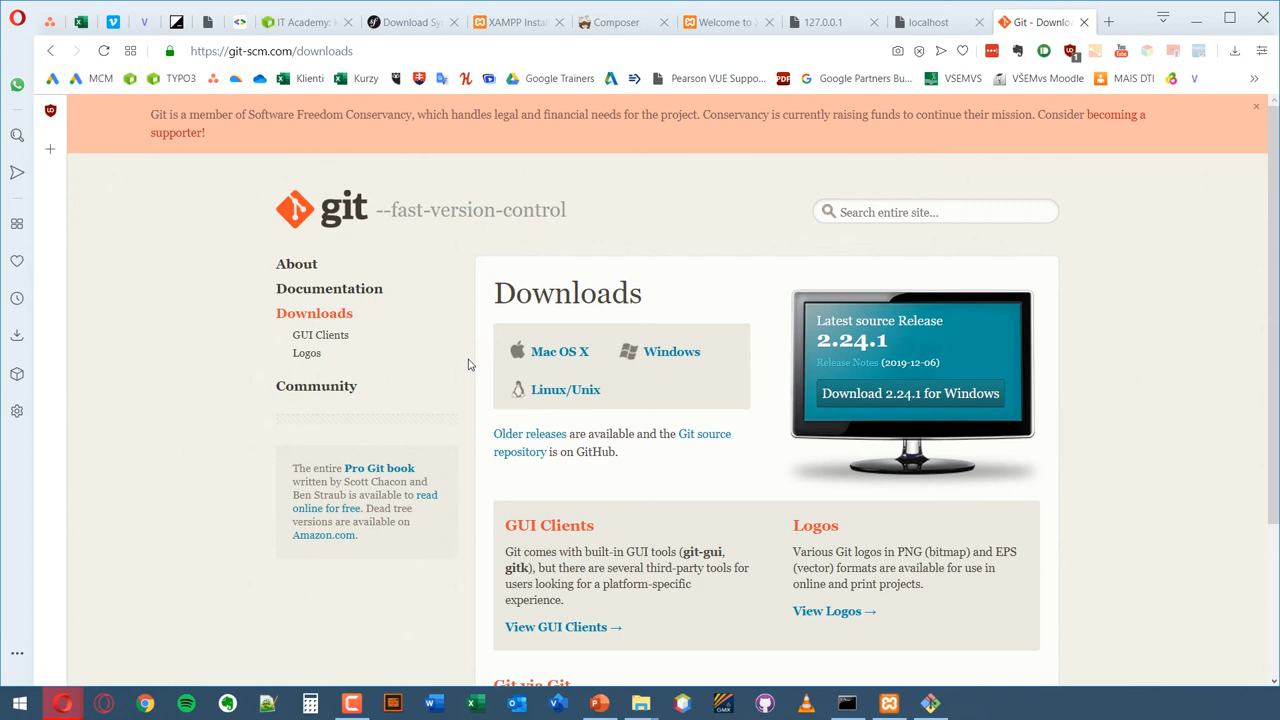 IT Academy:
Download Sy
XAMPP Insta
Composer
Welcome to
127.0.0.1
localhost
Git - Downlo
https://git-scm.com/downloads
MCM
TYPO3
Klienti
Kurzy
Google Trainers
Pearson VUE Suppo...
Google Partners Bu...
VSEMVS
VŠEMvs Moodle
MAIS DTI
Git is a member of Software Freedom Conservancy, which handles legal and financial needs for the project. Conservancy is currently raising funds to continue their mission. Consider becoming a
supporter!
git --fast-version-control
Search entire site...
About
Documentation
Downloads
GUI Clients
Logos
Community
The entire Pro Git book
written by Scott Chacon and
Ben Straub is available to read
online for free. Dead tree
versions are available on
Amazon.com.
Downloads
Mac OS X
Windows
Linux/Unix
Older releases are available and the Git source
repository is on GitHub.
Latest source Release
2.24.1
Release Notes (2019-12-06)
Download 2.24.1 for Windows
GUI Clients
Git comes with built-in GUI tools (git-gui,
gitk), but there are several third-party tools for
users looking for a platform-specific
experience.
View GUI Clients →
Logos
Various Git logos in PNG (bitmap) and EPS
(vector) formats are available for use in
online and print projects.
View Logos →
Git via Git